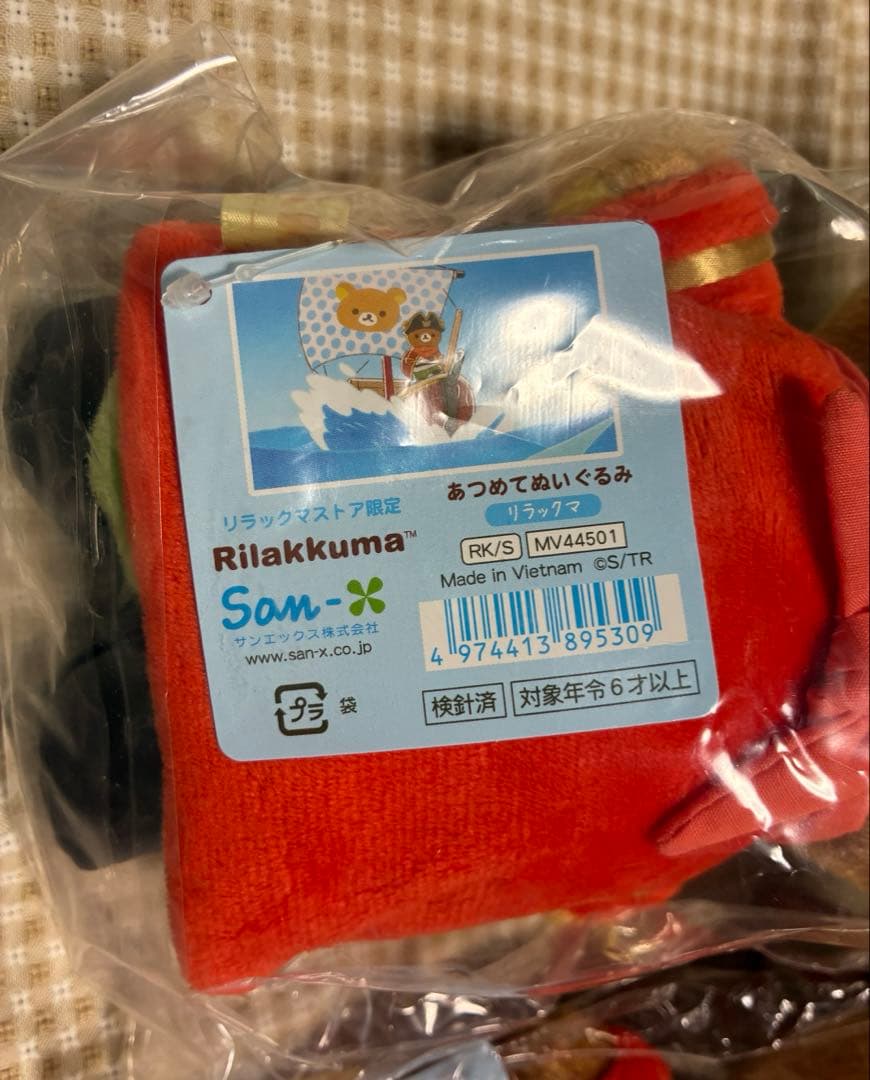 リラックマストア限定
Rilakkuma™
San-X
サンエックス株式会社
www.san-x.co.jp
プラ 袋
あつめてぬいぐるみ
リラックマ
RK/S MV44501
Made in Vietnam ©S/TR
4 974413 895309
検針済 対象年令6才以上